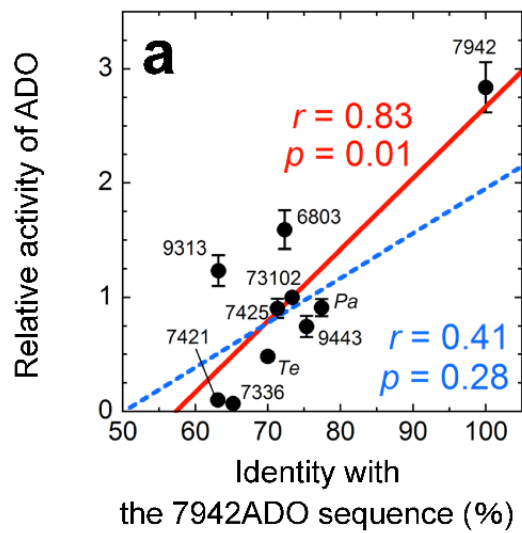 a
7942
r = 0.83
p = 0.01
6803
9313
73102
7425
Pa
7421
9443
Te
7336
r = 0.41
p = 0.28
Relative activity of ADO
3
2
1
0
50 60 70 80 90 100
Identity with
the 7942ADO sequence (%)